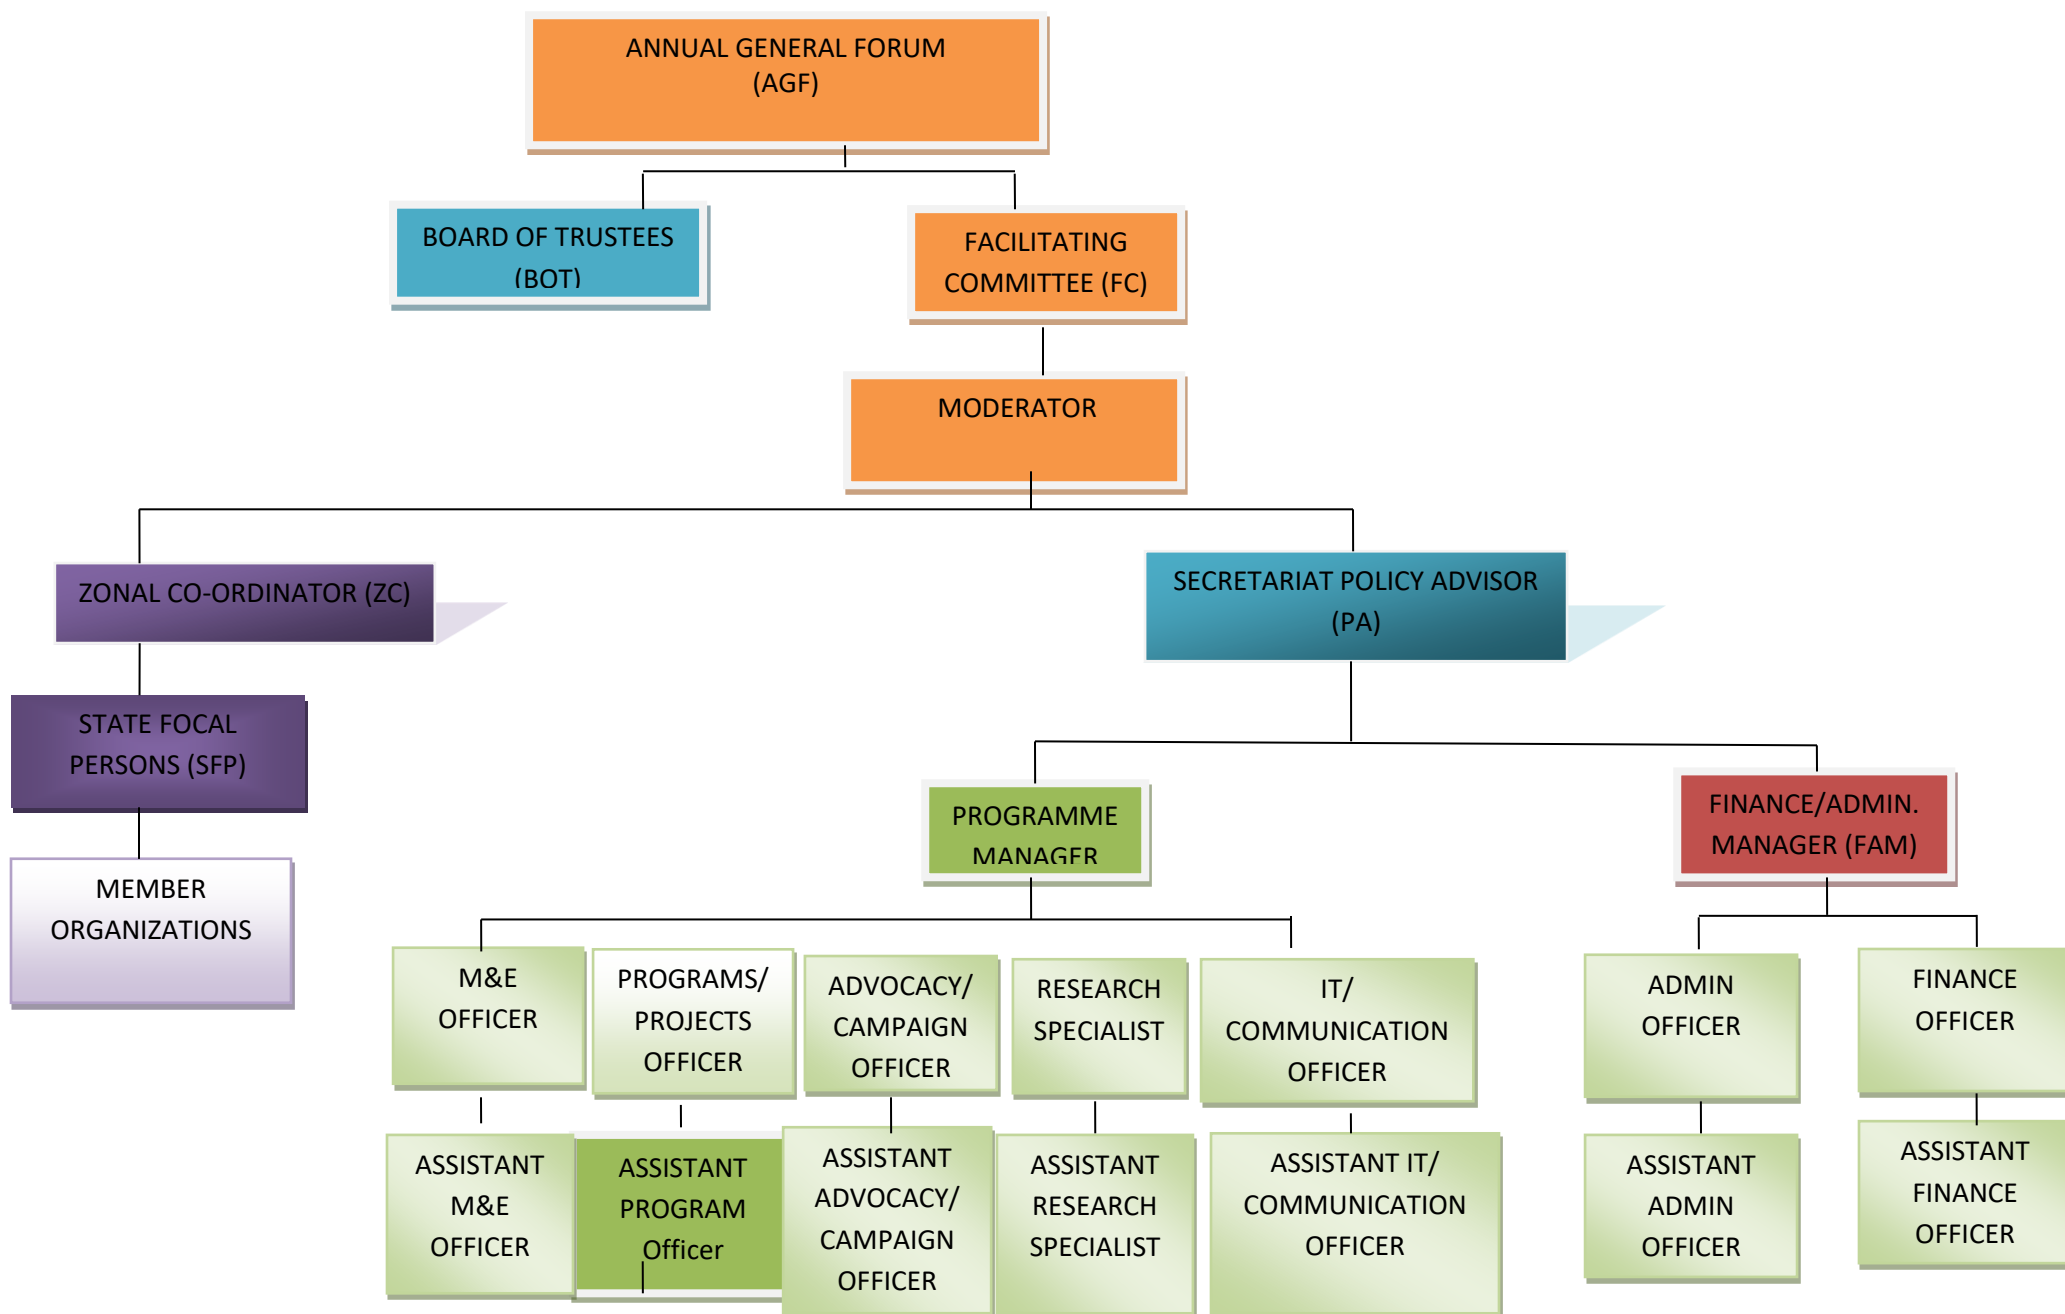 ANNUAL GENERAL FORUM
(AGF)
BOARD OF TRUSTEES
(BOT)
FACILITATING
COMMITTEE (FC)
MODERATOR
ZONAL CO-ORDINATOR (ZC)
SECRETARIAT POLICY ADVISOR
(PA)
STATE FOCAL
PERSONS (SFP)
PROGRAMME
MANAGER
FINANCE/ADMIN.
MANAGER (FAM)
MEMBER
ORGANIZATIONS
M&E
OFFICER
PROGRAMS/
PROJECTS
OFFICER
ADVOCACY/
CAMPAIGN
OFFICER
RESEARCH
SPECIALIST
IT/
COMMUNICATION
OFFICER
ADMIN
OFFICER
FINANCE
OFFICER
ASSISTANT
M&E
OFFICER
ASSISTANT
PROGRAM
Officer
ASSISTANT
ADVOCACY/
CAMPAIGN
OFFICER
ASSISTANT
RESEARCH
SPECIALIST
ASSISTANT IT/
COMMUNICATION
OFFICER
ASSISTANT
ADMIN
OFFICER
ASSISTANT
FINANCE
OFFICER